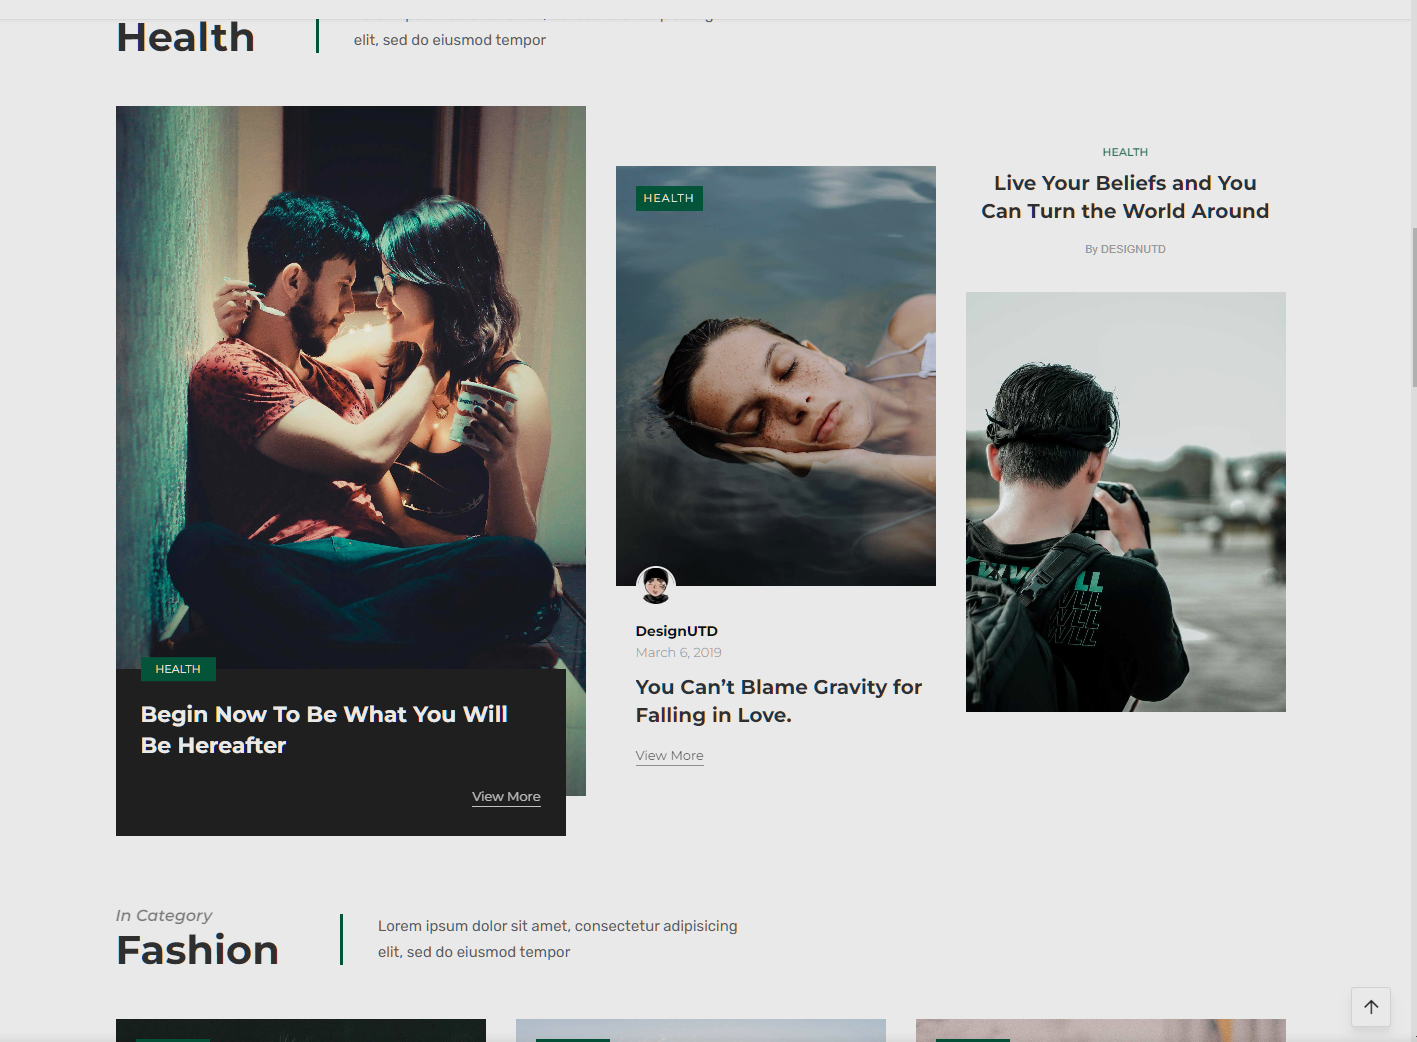 Health
elit, sed do eiusmod tempor
HEALTH
Begin Now To Be What You Will
Be Hereafter
View More
HEALTH
DesignUTD
March 6, 2019
You Can’t Blame Gravity for
Falling in Love.
View More
HEALTH
Live Your Beliefs and You
Can Turn the World Around
By DESIGNUTD
In Category
Fashion
Lorem ipsum dolor sit amet, consectetur adipisicing
elit, sed do eiusmod tempor